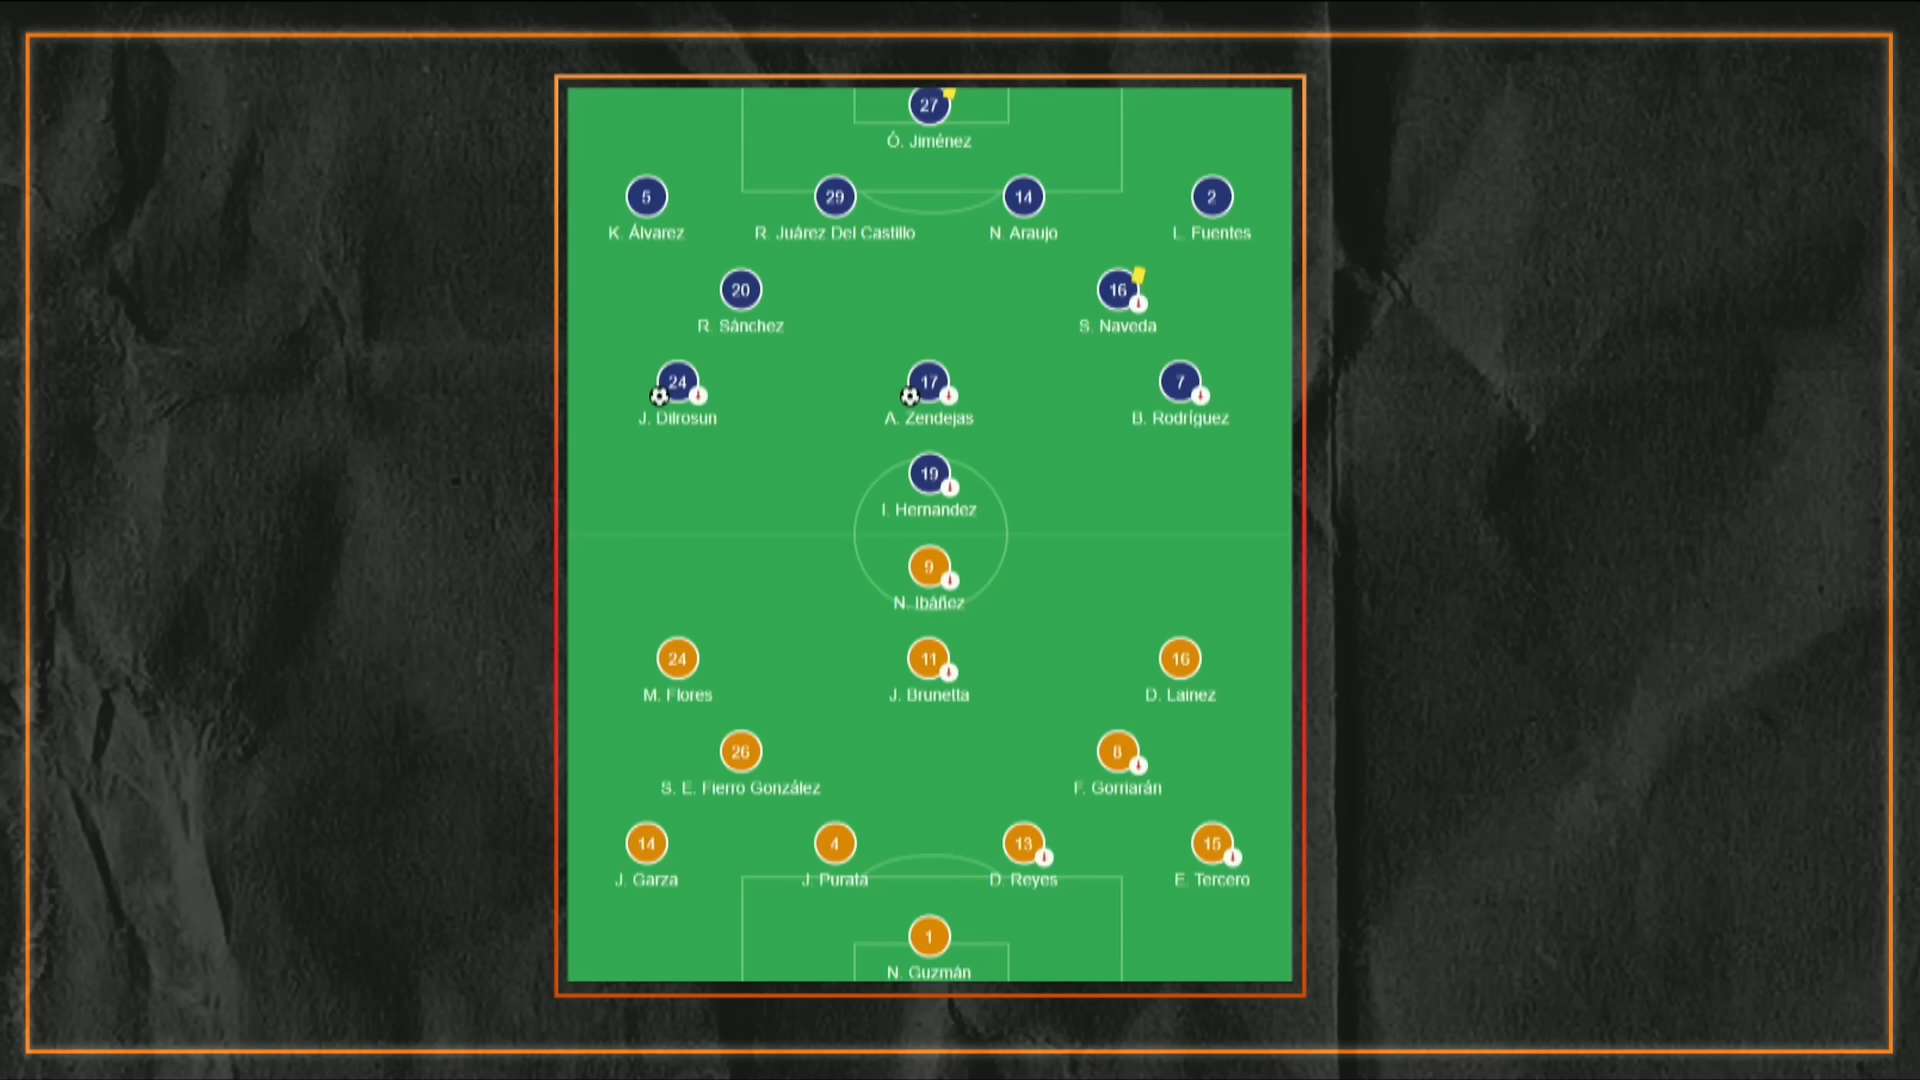 27
Ó. Jiménez
5 29 14 2
K. Álvarez R. Juárez Del Castillo N. Araujo L. Fuentes
20 16
R. Sánchez S. Naveda
24 17 7
J. Dilrosun A. Zendejas B. Rodríguez
19
I. Hernandez
9
N. Ibáñez
24 11 16
M. Flores J. Brunetta D. Lainez
26 8
S. E. Fierro González F. Gorriarán
14 4 13 15
J. Garza J. Purata D. Reyes E. Tercero
1
N. Guzmán